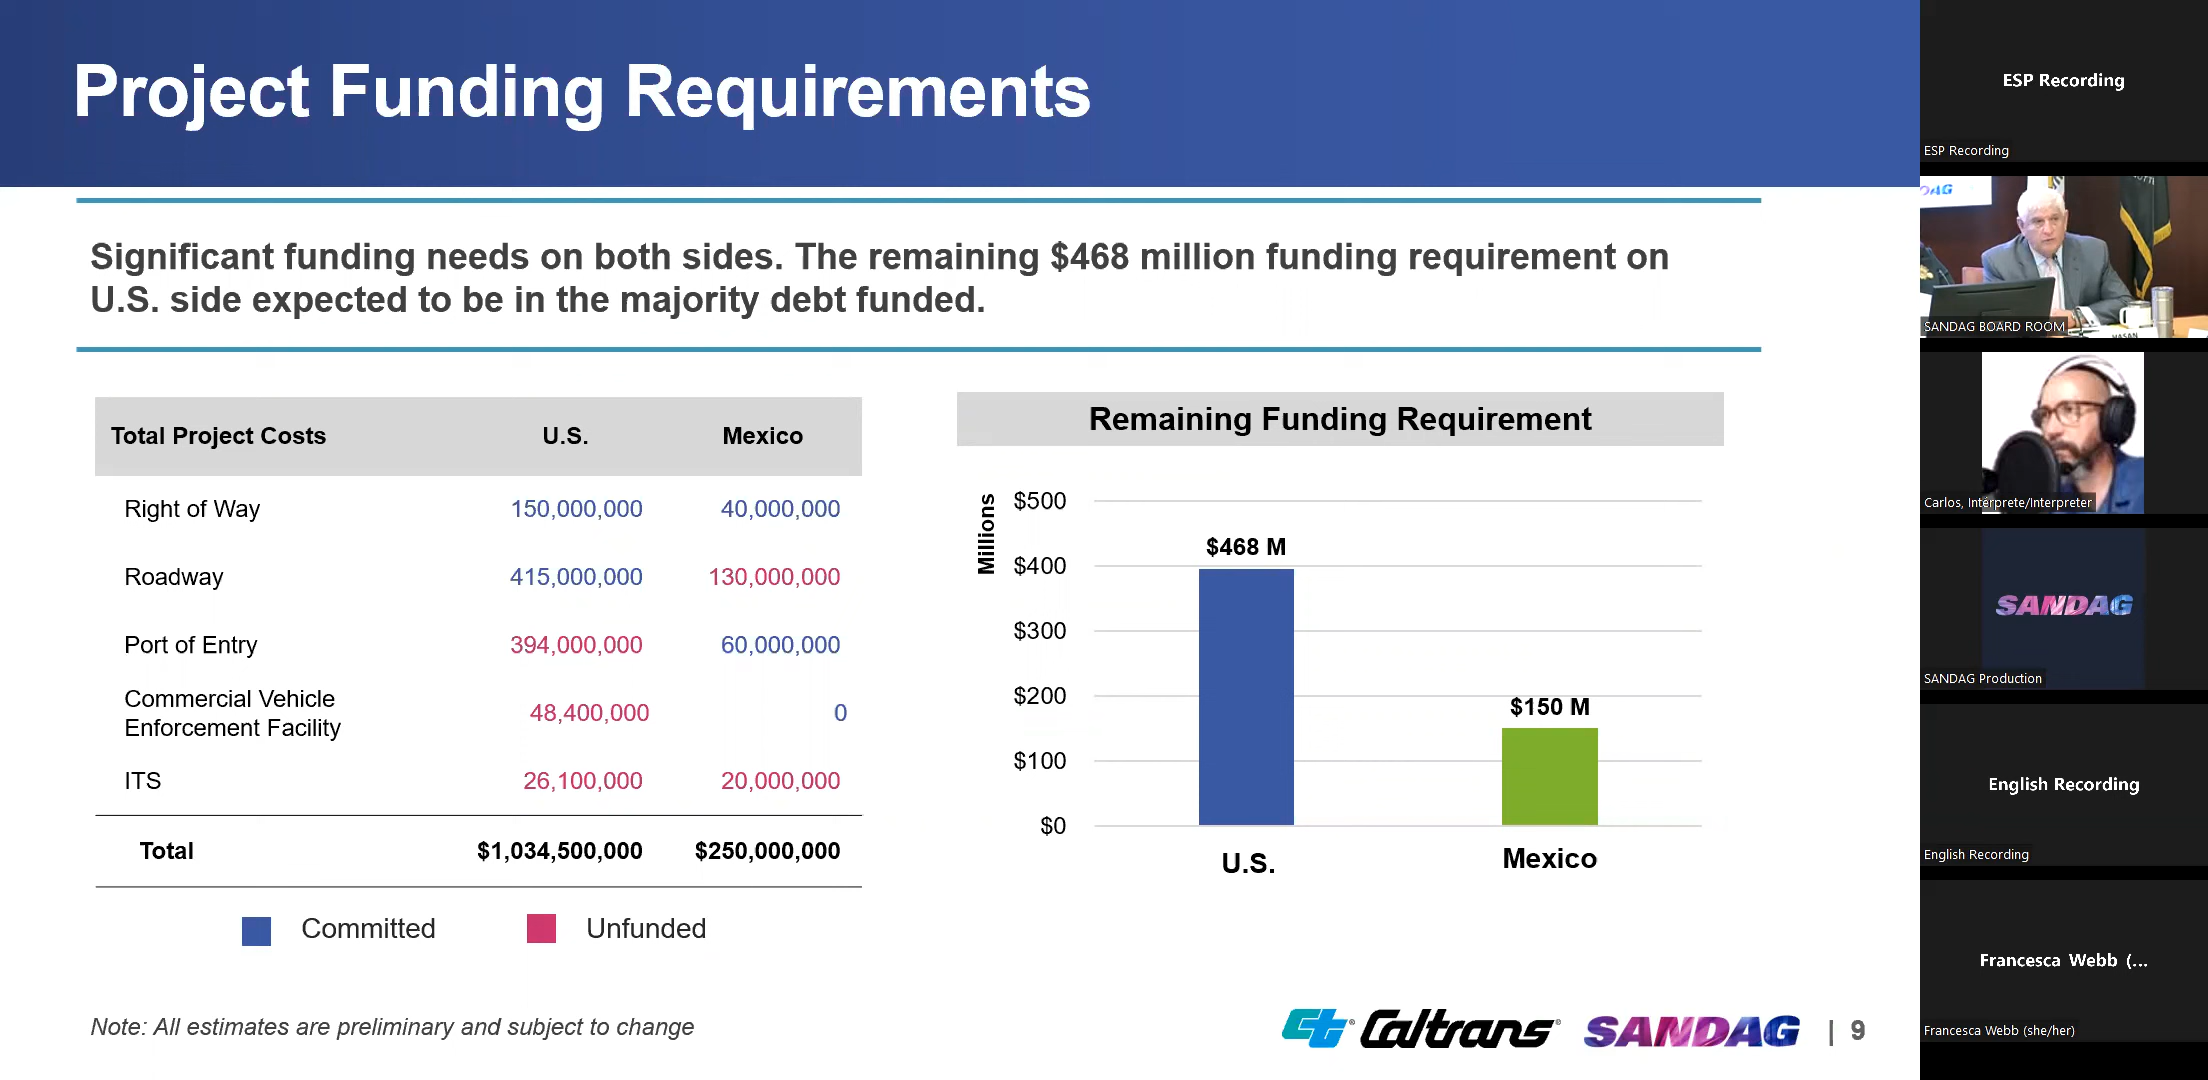 Project Funding Requirements
Significant funding needs on both sides. The remaining $468 million funding requirement on
U.S. side expected to be in the majority debt funded.
Total Project Costs U.S. Mexico
Right of Way 150,000,000 40,000,000
Roadway 415,000,000 130,000,000
Port of Entry 394,000,000 60,000,000
Commercial Vehicle
Enforcement Facility 48,400,000 0
ITS 26,100,000 20,000,000
Total $1,034,500,000 $250,000,000
Committed Unfunded
Note: All estimates are preliminary and subject to change
Remaining Funding Requirement
Millions
$500
$400
$300
$200
$100
$0
$468 M
$150 M
U.S.
Mexico
Caltrans SANDAG | 9
ESP Recording
ESP Recording
SANDAG BOARD ROOM
Carlos, Intérprete/Interpreter
SANDAG
SANDAG Production
English Recording
English Recording
Francesca Webb (...
Francesca Webb (she/her)